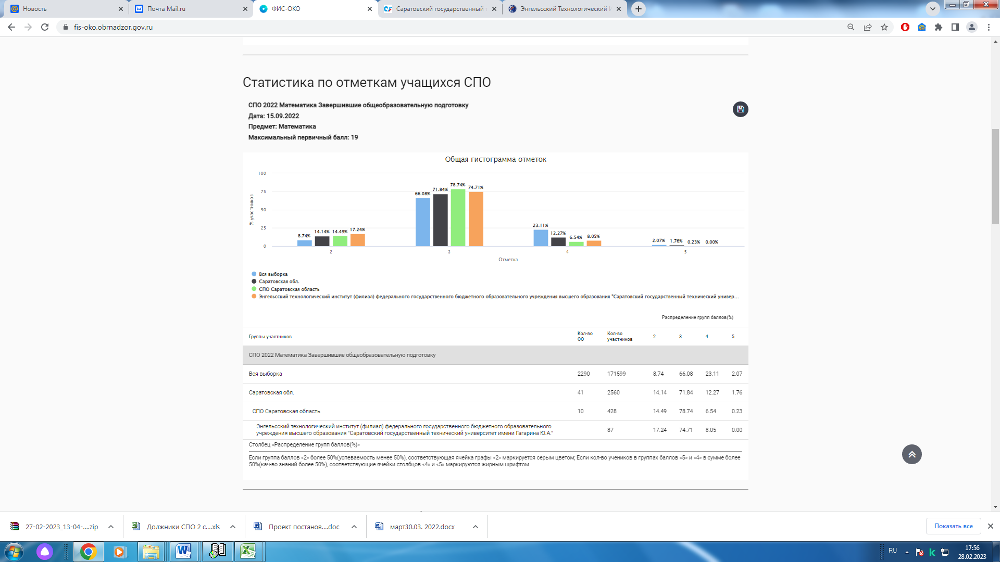 Новость
Почта Mail.ru
ФИС-ОКО
Саратовский государственный т
Энгельсский Технологический И
fis-oko.obrnadzor.gov.ru
Статистика по отметкам учащихся СПО
СПО 2022 Математика Завершившие общеобразовательную подготовку
Дата: 15.09.2022
Предмет: Математика
Максимальный первичный балл: 19
Общая гистограмма отметок
% участников
100
75
50
25
0
8.74% 14.14% 14.49% 17.24%
66.08% 71.84% 78.74% 74.71%
23.11% 12.27% 6.54% 8.05%
2.07% 1.76% 0.23% 0.00%
2 3 4 5
Отметка
Вся выборка
Саратовская обл.
СПО Саратовская область
Энгельсский технологический институт (филиал) федерального государственного бюджетного образовательного учреждения высшего образования "Саратовский государственный технический универ...
Распределение групп баллов(%)
Группы участников Кол-во ОО Кол-во участников 2 3 4 5
СПО 2022 Математика Завершившие общеобразовательную подготовку
Вся выборка 2290 171599 8.74 66.08 23.11 2.07
Саратовская обл. 41 2560 14.14 71.84 12.27 1.76
СПО Саратовская область 10 428 14.49 78.74 6.54 0.23
Энгельсский технологический институт (филиал) федерального государственного бюджетного образовательного
учреждения высшего образования "Саратовский государственный технический университет имени Гагарина Ю.А." 87 17.24 74.71 8.05 0.00
Столбец «Распределение групп баллов(%)»
Если группа баллов «2» более 50%(успеваемость менее 50%), соответствующая ячейка графы «2» маркируется серым цветом; Если кол-во учеников в группах баллов «5» и «4» в сумме более
50%(кач-во знаний более 50%), соответствующие ячейки столбцов «4» и «5» маркируются жирным шрифтом
27-02-2023_13-04-....zip
Должники СПО 2 с....xls
Проект постанов....doc
март30.03. 2022.docx
Показать все
RU
17:56
28.02.2023